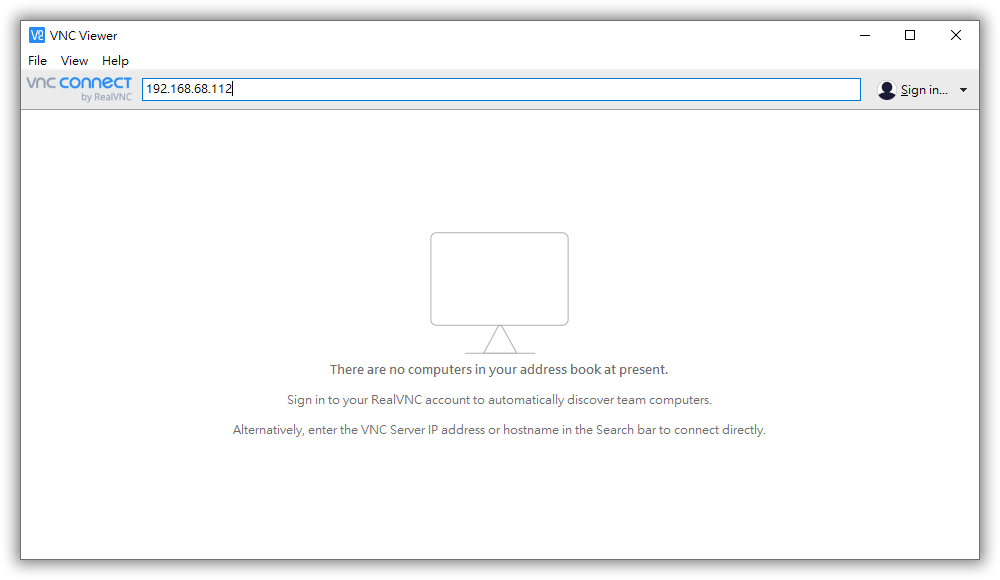 VNC Viewer
File View Help
vnc connect
by RealVNC
192.168.68.112
Sign in...
There are no computers in your address book at present.
Sign in to your RealVNC account to automatically discover team computers.
Alternatively, enter the VNC Server IP address or hostname in the Search bar to connect directly.